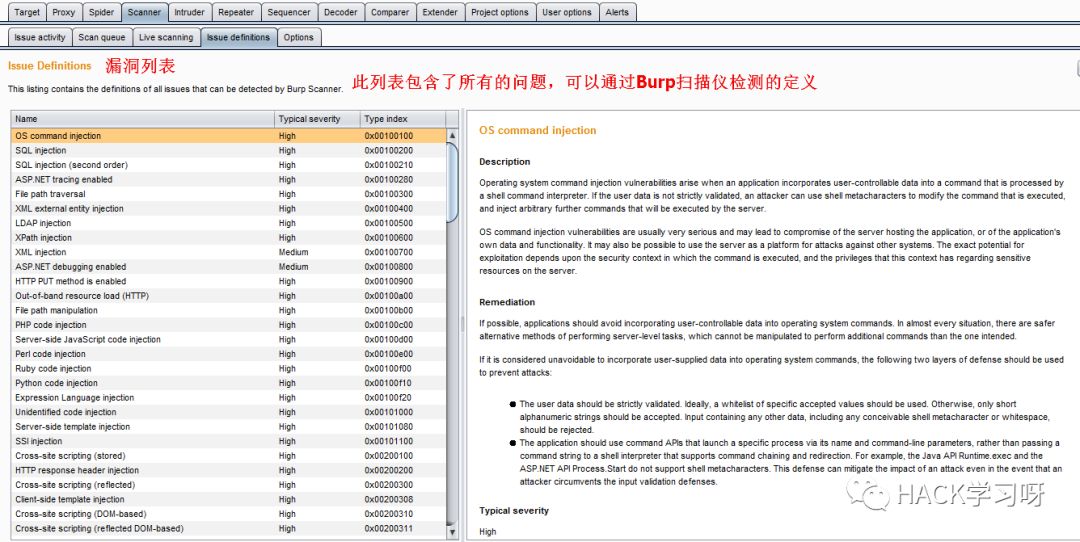 Target Proxy Spider Scanner Intruder Repeater Sequencer Decoder Comparer Extender Project options User options Alerts
Issue activity Scan queue Live scanning Issue definitions Options
Issue Definitions 漏洞列表
This listing contains the definitions of all issues that can be detected by Burp Scanner. 此列表包含了所有的问题，可以通过Burp扫描仪检测的定义
Name Typical severity Type index
OS command injection High 0x00100100
SQL injection High 0x00100200
SQL injection (second order) High 0x00100210
ASP.NET tracing enabled High 0x00100280
File path traversal High 0x00100300
XML external entity injection High 0x00100400
LDAP injection High 0x00100500
XPath injection High 0x00100600
XML injection Medium 0x00100700
ASP.NET debugging enabled Medium 0x00100800
HTTP PUT method is enabled High 0x00100900
Out-of-band resource load (HTTP) High 0x00100a00
File path manipulation High 0x00100b00
PHP code injection High 0x00100c00
Server-side JavaScript code injection High 0x00100d00
Perl code injection High 0x00100e00
Ruby code injection High 0x00100f00
Python code injection High 0x00100f10
Expression Language injection High 0x00100f20
Unidentified code injection High 0x00101000
Server-side template injection High 0x00101080
SSI injection High 0x00101100
Cross-site scripting (stored) High 0x00200100
HTTP response header injection High 0x00200200
Cross-site scripting (reflected) High 0x00200300
Client-side template injection High 0x00200308
Cross-site scripting (DOM-based) High 0x00200310
Cross-site scripting (reflected DOM-based) High 0x00200311
OS command injection
Description
Operating system command injection vulnerabilities arise when an application incorporates user-controllable data into a command that is processed by
a shell command interpreter. If the user data is not strictly validated, an attacker can use shell metacharacters to modify the command that is executed,
and inject arbitrary further commands that will be executed by the server.
OS command injection vulnerabilities are usually very serious and may lead to compromise of the server hosting the application, or of the application's
own data and functionality. It may also be possible to use the server as a platform for attacks against other systems. The exact potential for
exploitation depends upon the security context in which the command is executed, and the privileges that this context has regarding sensitive
resources on the server.
Remediation
If possible, applications should avoid incorporating user-controllable data into operating system commands. In almost every situation, there are safer
alternative methods of performing server-level tasks, which cannot be manipulated to perform additional commands than the one intended.
If it is considered unavoidable to incorporate user-supplied data into operating system commands, the following two layers of defense should be used
to prevent attacks:
● The user data should be strictly validated. Ideally, a whitelist of specific accepted values should be used. Otherwise, only short
alphanumeric strings should be accepted. Input containing any other data, including any conceivable shell metacharacter or whitespace,
should be rejected.
● The application should use command APIs that launch a specific process via its name and command-line parameters, rather than passing a
command string to a shell interpreter that supports command chaining and redirection. For example, the Java API Runtime.exec and the
ASP.NET API Process.Start do not support shell metacharacters. This defense can mitigate the impact of an attack even in the event that an
attacker circumvents the input validation defenses.
Typical severity
High
HACK学习呀